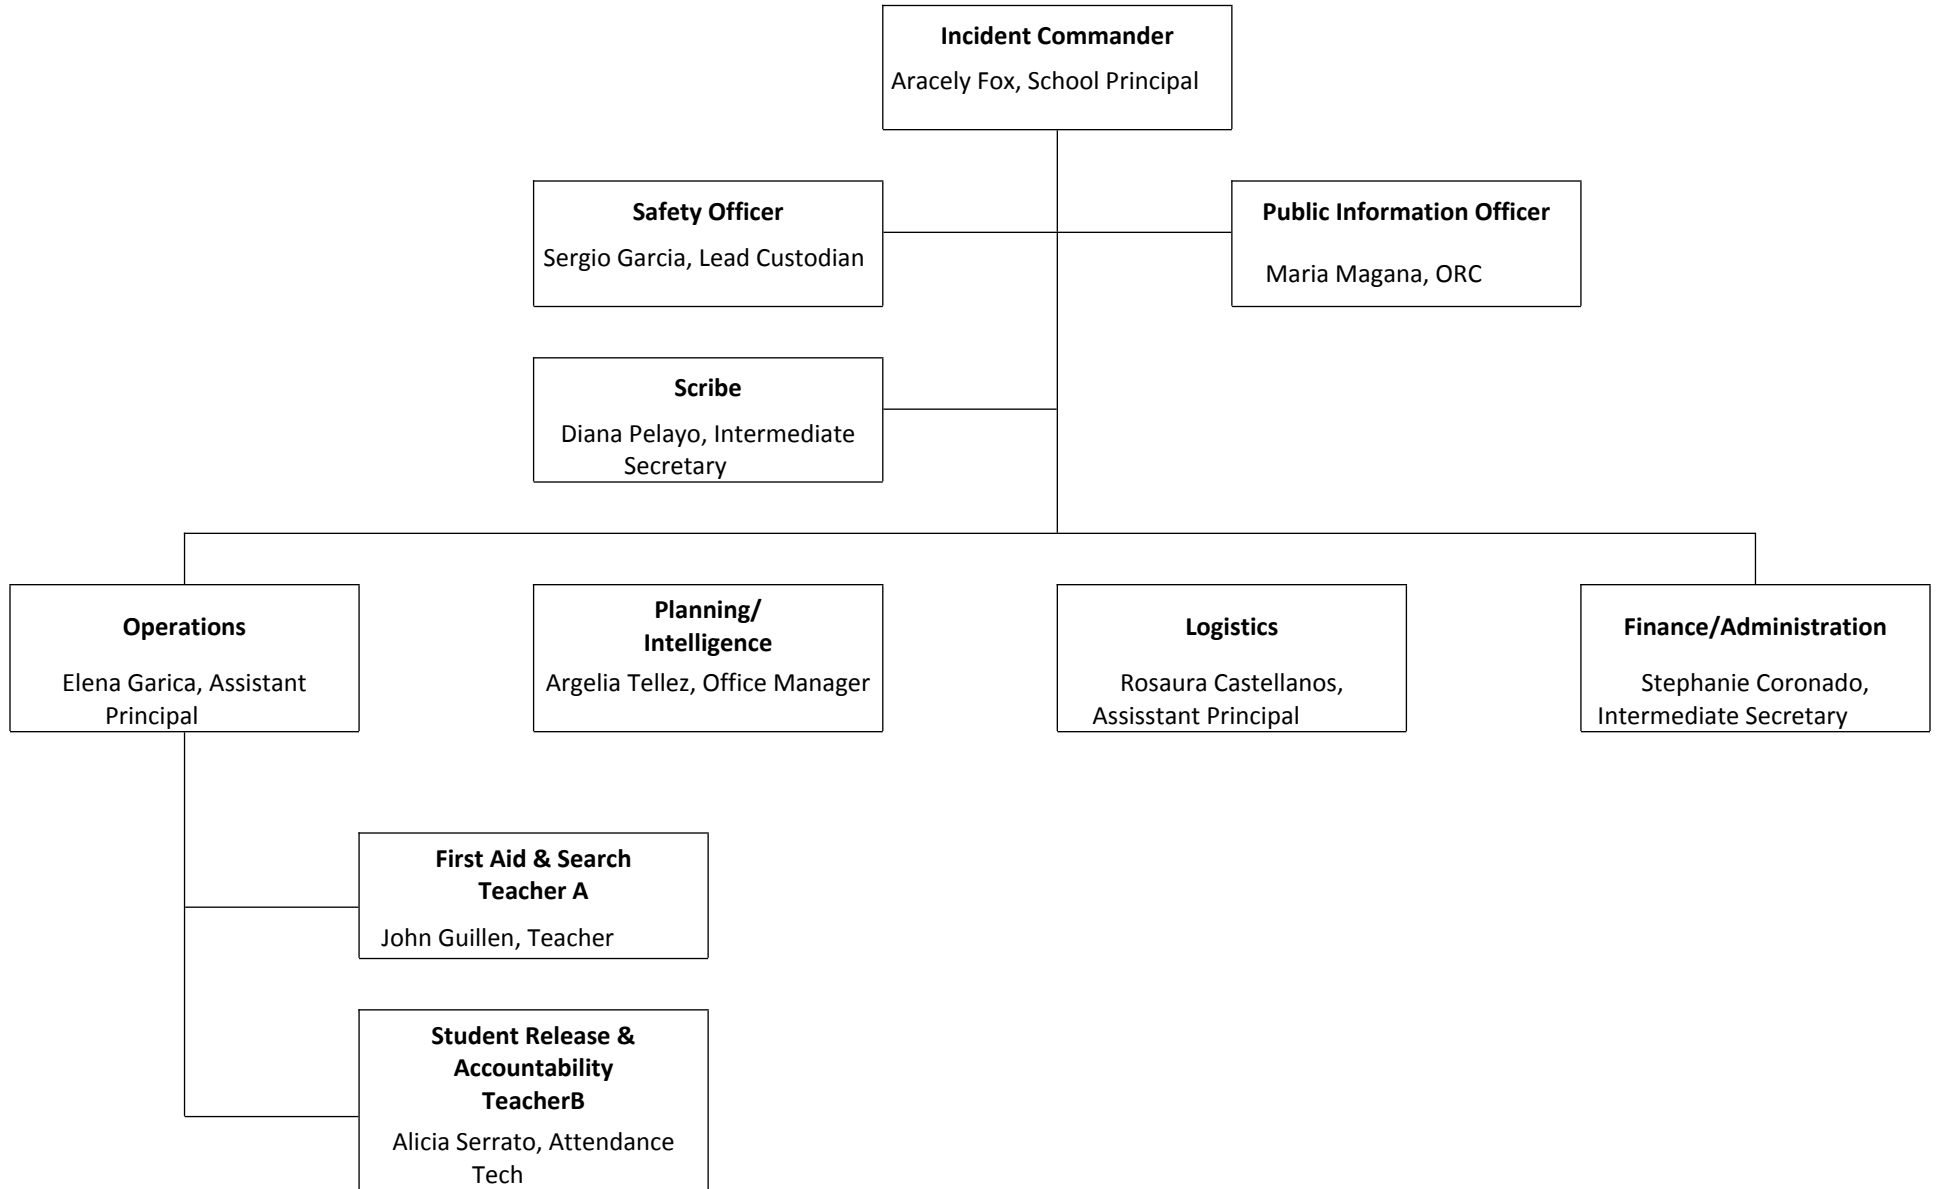 Incident Commander
Aracely Fox, School Principal
Safety Officer
Sergio Garcia, Lead Custodian
Public Information Officer
Maria Magana, ORC
Scribe
Diana Pelayo, Intermediate
Secretary
Operations
Elena Garica, Assistant
Principal
Planning/
Intelligence
Argelia Tellez, Office Manager
Logistics
Rosaura Castellanos,
Assisstant Principal
Finance/Administration
Stephanie Coronado,
Intermediate Secretary
First Aid & Search
Teacher A
John Guillen, Teacher
Student Release &
Accountability
TeacherB
Alicia Serrato, Attendance
Tech